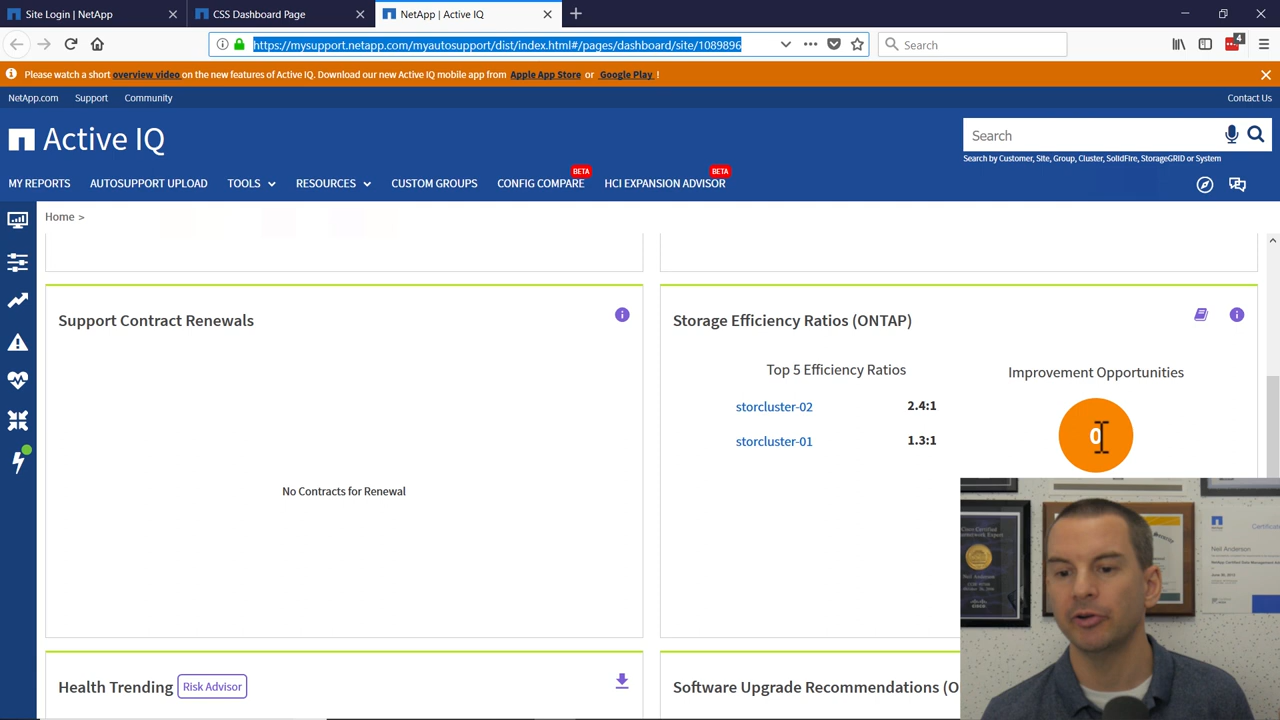 Site Login | NetApp
CSS Dashboard Page
NetApp | Active IQ
https://mysupport.netapp.com/myautosupport/dist/index.html#/pages/dashboard/site/1089896
Search
4
Please watch a short overview video on the new features of Active IQ. Download our new Active IQ mobile app from Apple App Store or Google Play !
NetApp.com Support Community
Contact Us
Active IQ
Search
Search by Customer, Site, Group, Cluster, SolidFire, StorageGRID or System
BETA
BETA
MY REPORTS AUTOSUPPORT UPLOAD TOOLS RESOURCES CUSTOM GROUPS CONFIG COMPARE HCI EXPANSION ADVISOR
Home >
Support Contract Renewals
No Contracts for Renewal
Storage Efficiency Ratios (ONTAP)
Top 5 Efficiency Ratios
storcluster-02 2.4:1
storcluster-01 1.3:1
Improvement Opportunities
0
Health Trending Risk Advisor
Software Upgrade Recommendations (O
Neil Anderson